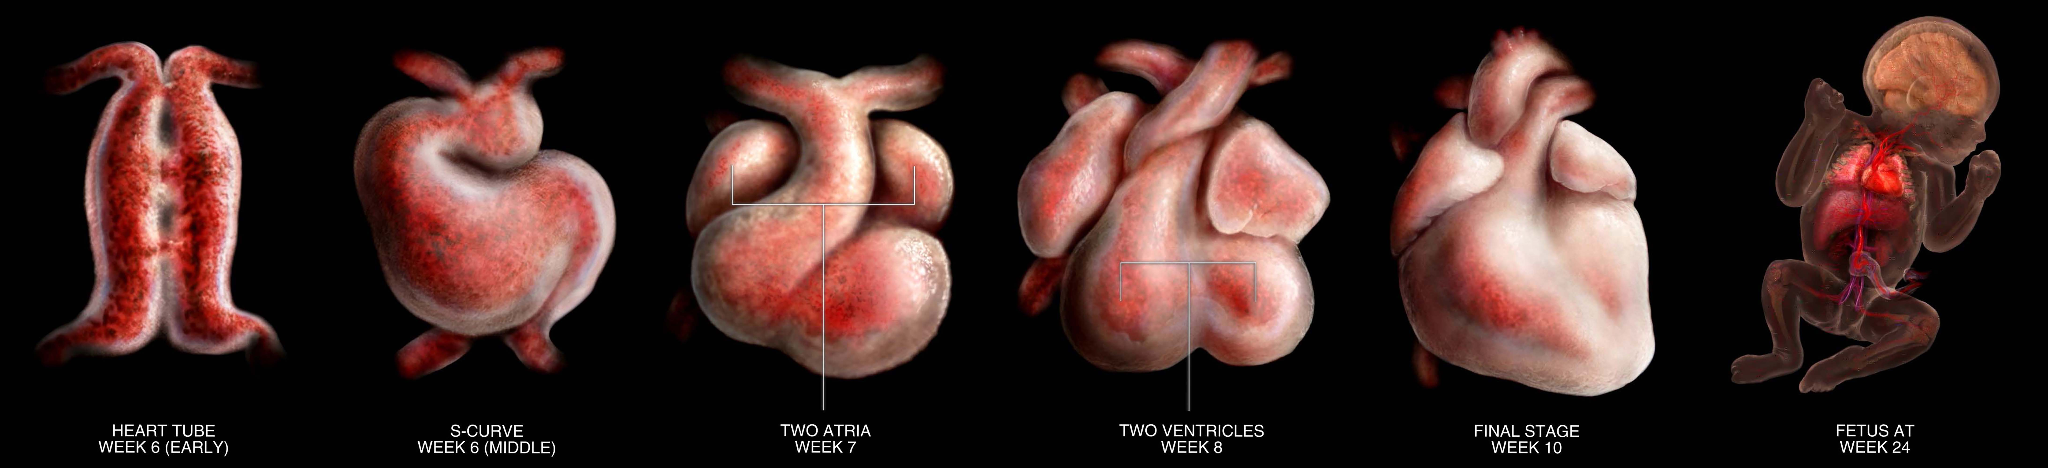 HEART TUBE
WEEK 6 (EARLY)
S-CURVE
WEEK 6 (MIDDLE)
TWO ATRIA
WEEK 7
TWO VENTRICLES
WEEK 8
FINAL STAGE
WEEK 10
FETUS AT
WEEK 24